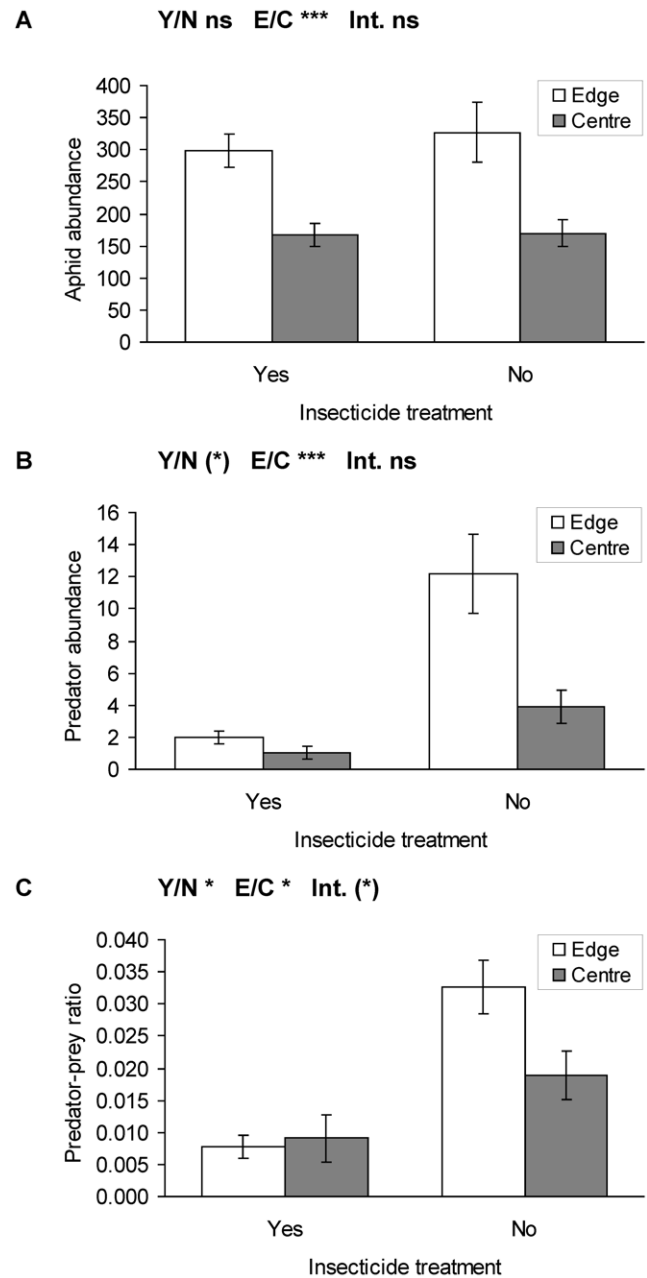 A Y/N ns E/C *** Int. ns
Edge
Centre
Aphid abundance
400
350
300
250
200
150
100
50
0
Yes No
Insecticide treatment
B Y/N (*) E/C *** Int. ns
Edge
Centre
Predator abundance
16
14
12
10
8
6
4
2
0
Yes No
Insecticide treatment
C Y/N * E/C * Int. (*)
Edge
Centre
Predator-prey ratio
0.040
0.035
0.030
0.025
0.020
0.015
0.010
0.005
0.000
Yes No
Insecticide treatment